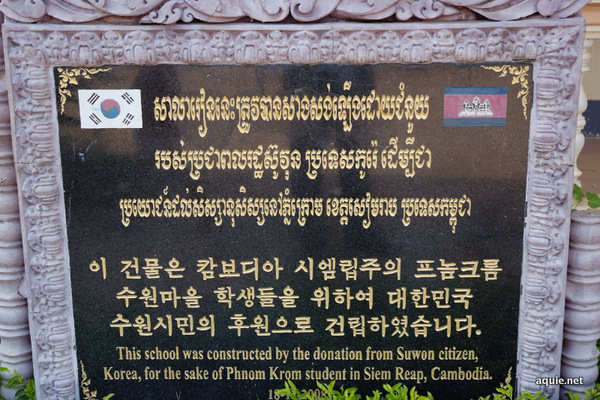 សាលារៀននេះត្រូវបានសាងសង់ឡើងដោយជំនួយ
របស់ប្រជាពលរដ្ឋស៊ូវុន ប្រទេសកូរ៉េ ដើម្បីជា
ប្រយោជន៍ដល់សិស្សានុសិស្សនៅភ្នំក្រោម ខេត្តសៀមរាប ប្រទេសកម្ពុជា
이 건물은 캄보디아 시엠립주의 프놈크롬
수원마을 학생들을 위하여 대한민국
수원시민의 후원으로 건립하였습니다.
This school was constructed by the donation from Suwon citizen,
Korea, for the sake of Phnom Krom student in Siem Reap, Cambodia.
2008
aquie.net